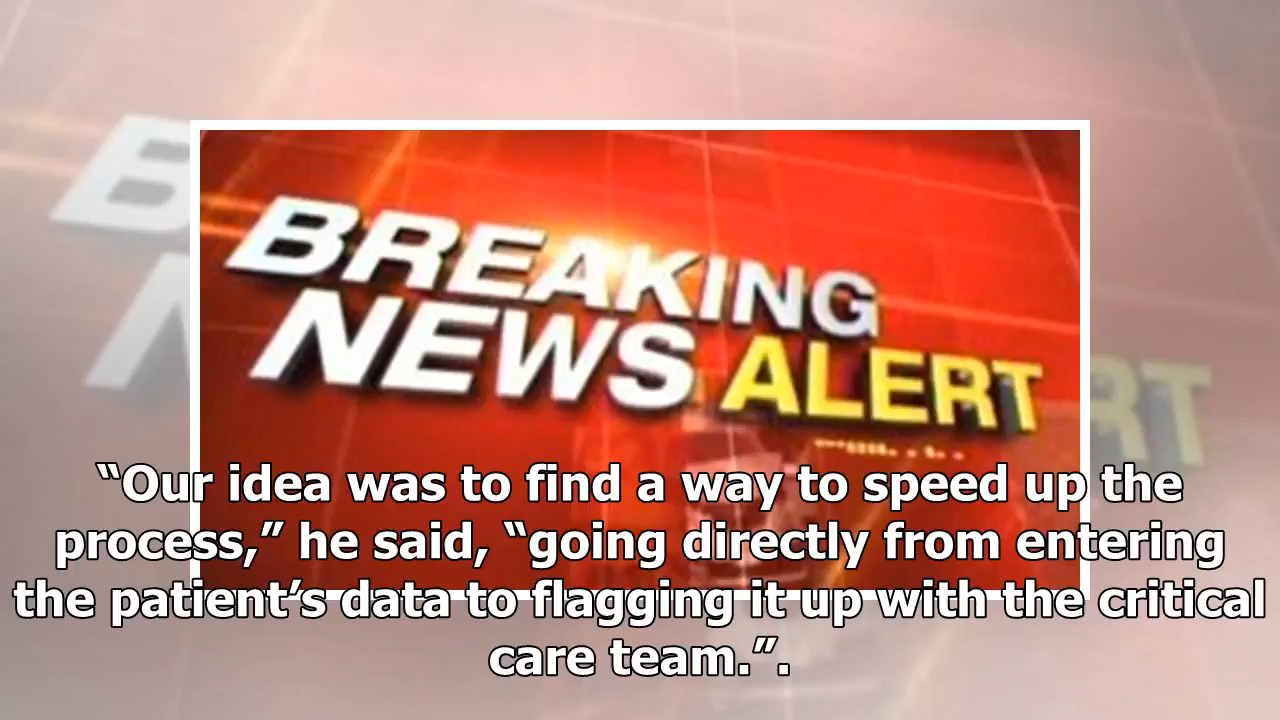 BREAKING
NEWS ALERT
“Our idea was to find a way to speed up the
process,” he said, “going directly from entering
the patient’s data to flagging it up with the critical
care team.”.